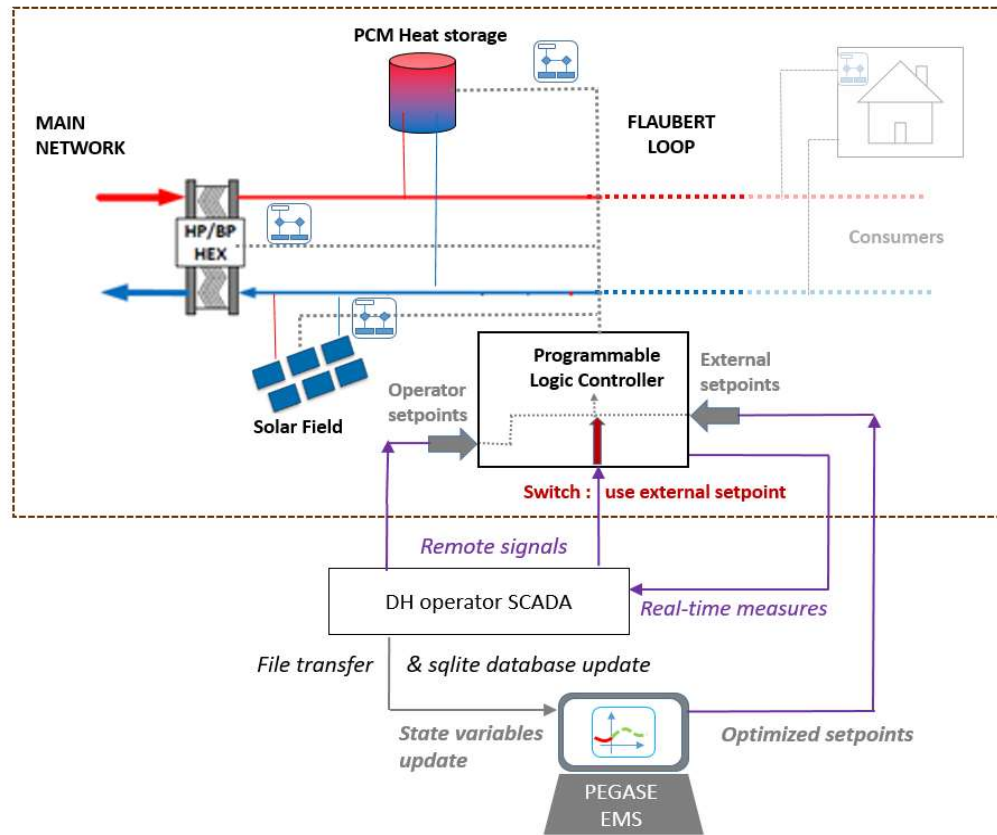 PCM Heat storage
MAIN
NETWORK
FLAUBERT
LOOP
HP/BP
HEX
Consumers
Programmable
Logic Controller
External
setpoints
Operator
setpoints
Solar Field
Switch : use external setpoint
Remote signals
DH operator SCADA
Real-time measures
File transfer & sqlite database update
State variables
update
Optimized setpoints
PEGASE
EMS